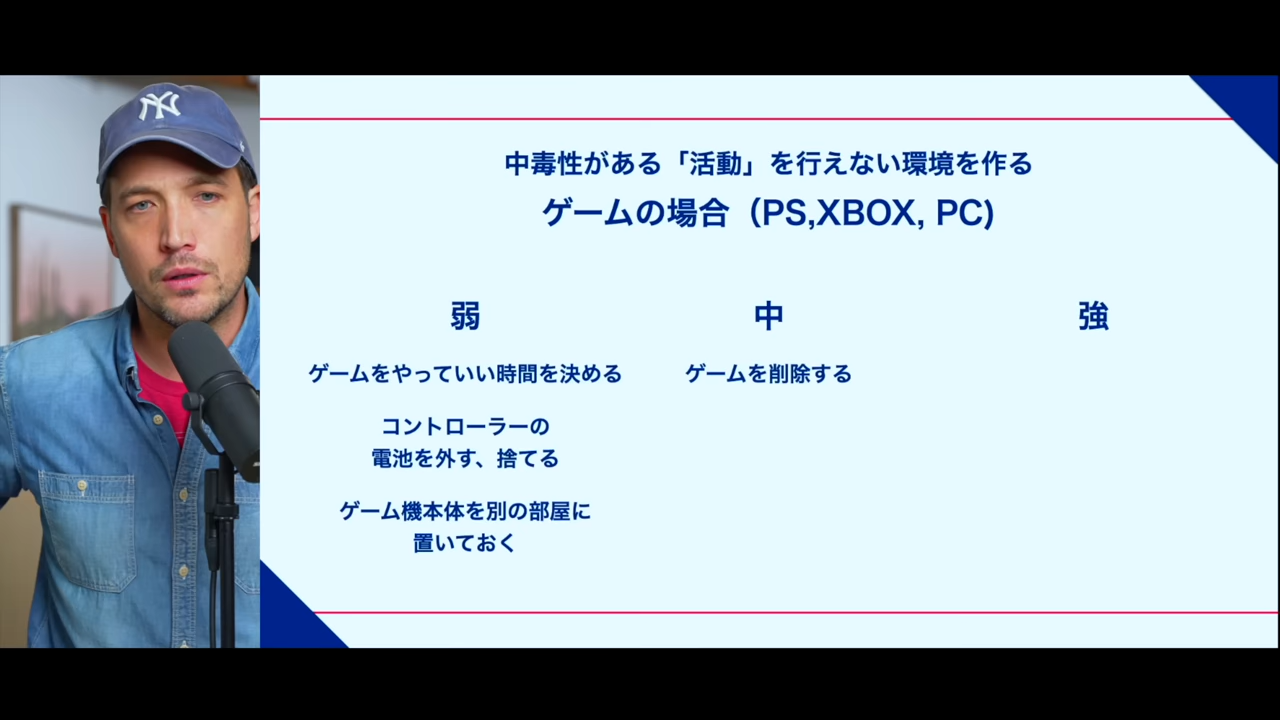 NY
中毒性がある「活動」を行えない環境を作る
ゲームの場合（PS,XBOX, PC)
弱
中
強
ゲームをやっていい時間を決める
ゲームを削除する
コントローラーの
電池を外す、捨てる
ゲーム機本体を別の部屋に
置いておく